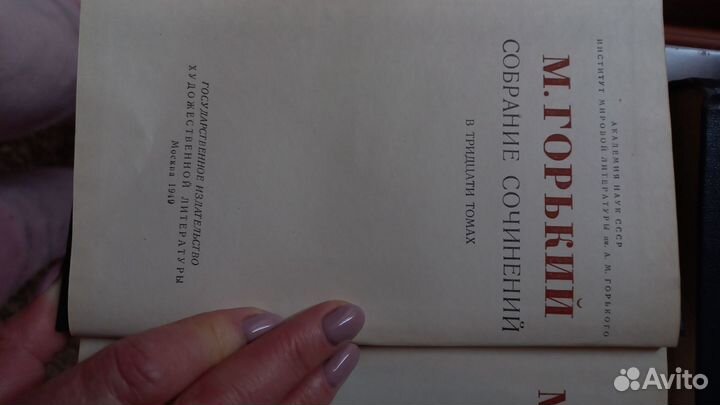 АКАДЕМИЯ НАУК СССР
ИНСТИТУТ МИРОВОЙ ЛИТЕРАТУРЫ им. А. М. ГОРЬКОГО
М. ГОРЬКИЙ
СОБРАНИЕ СОЧИНЕНИЙ
В ТРИДЦАТИ ТОМАХ
ГОСУДАРСТВЕННОЕ ИЗДАТЕЛЬСТВО
ХУДОЖЕСТВЕННОЙ ЛИТЕРАТУРЫ
Москва 1949
М
Avito